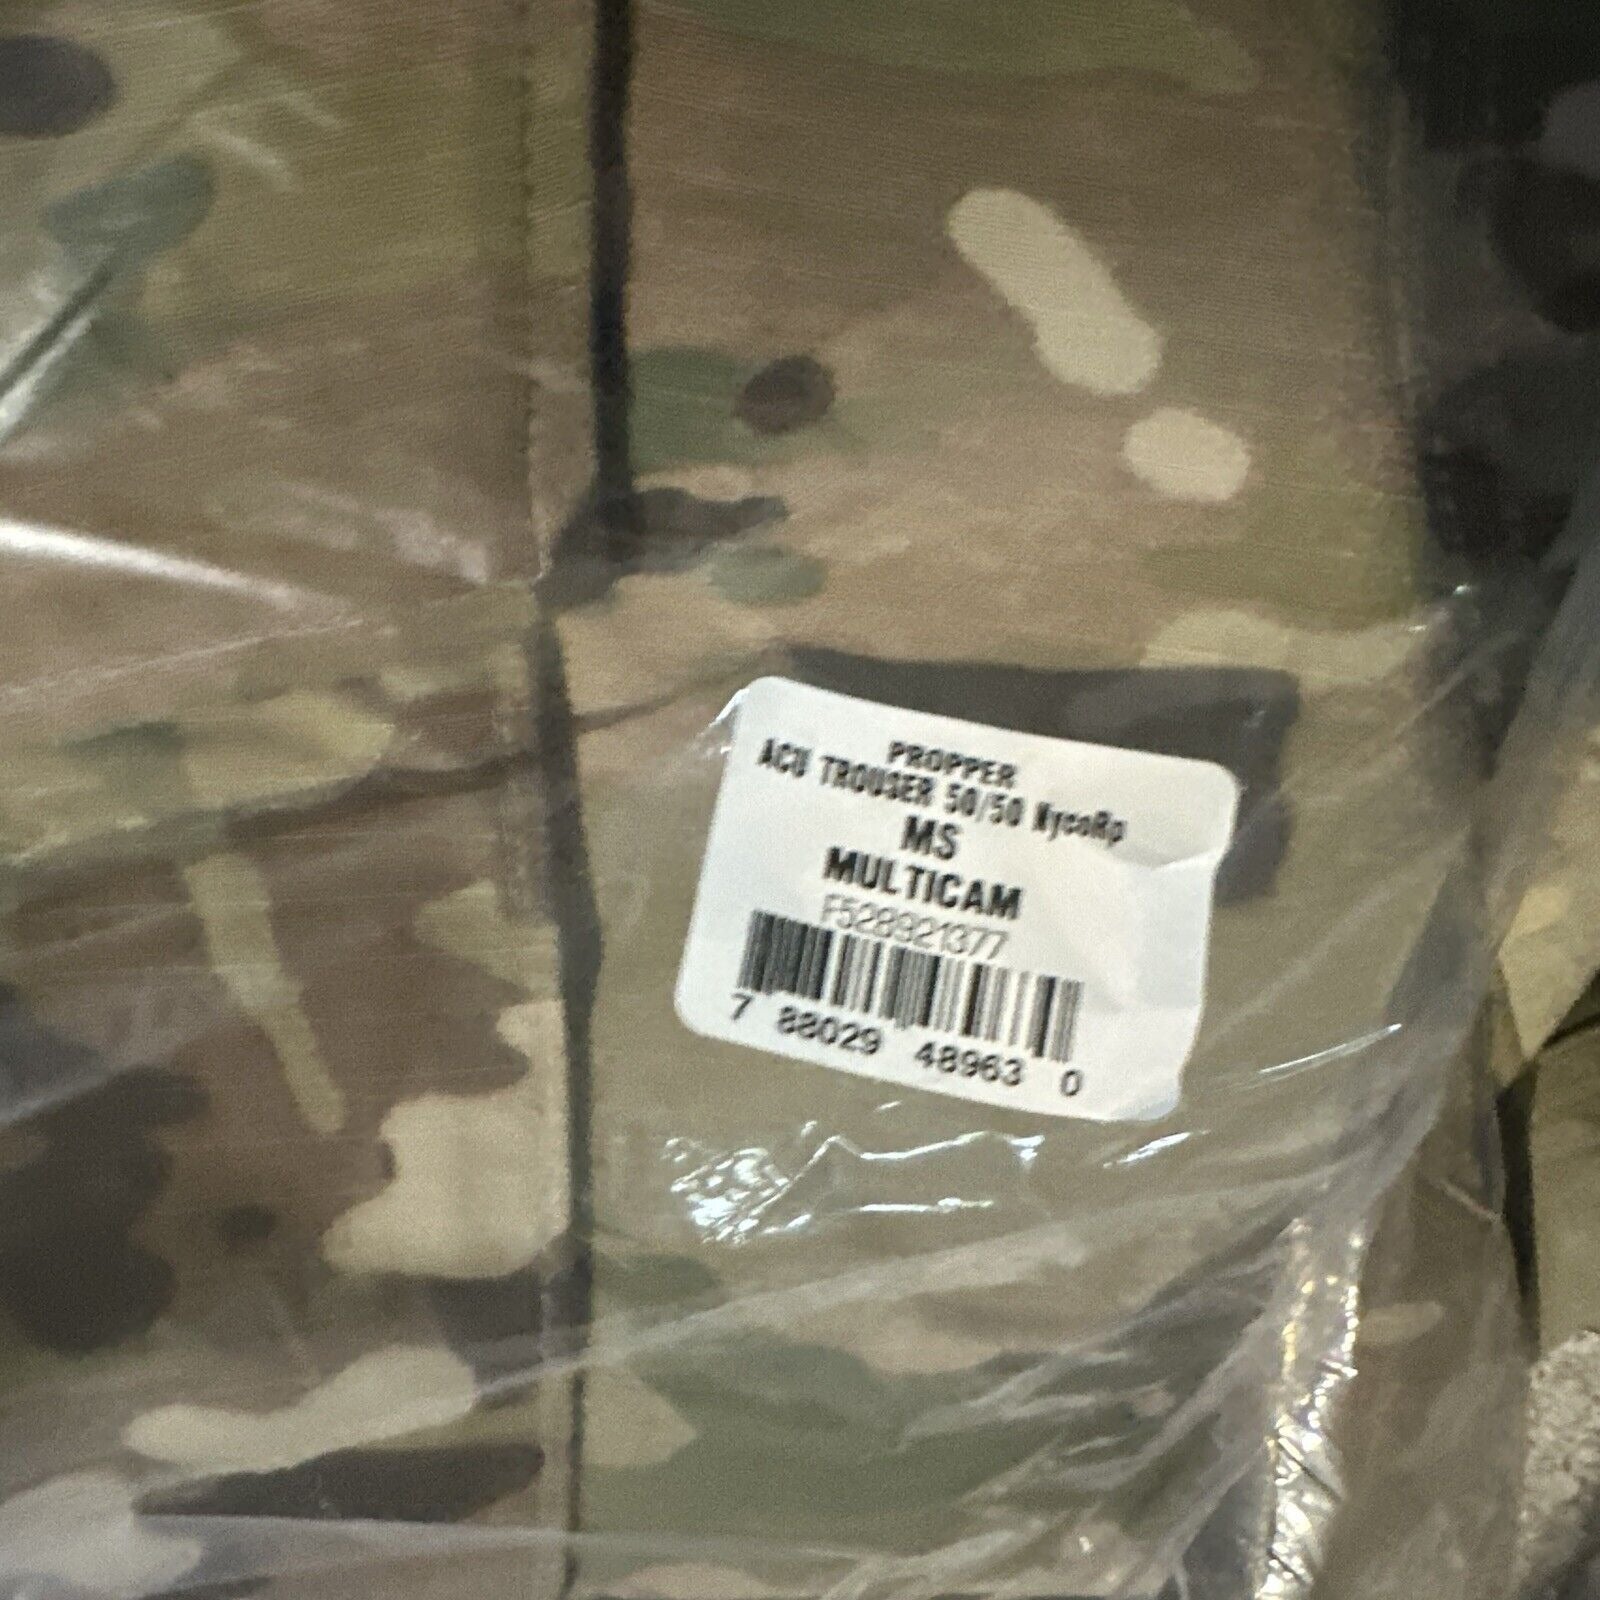 PROPPER
ACU TROUSER 50/50 NycoRp
MS
MULTICAM
F528921377
7 88029 48963 0